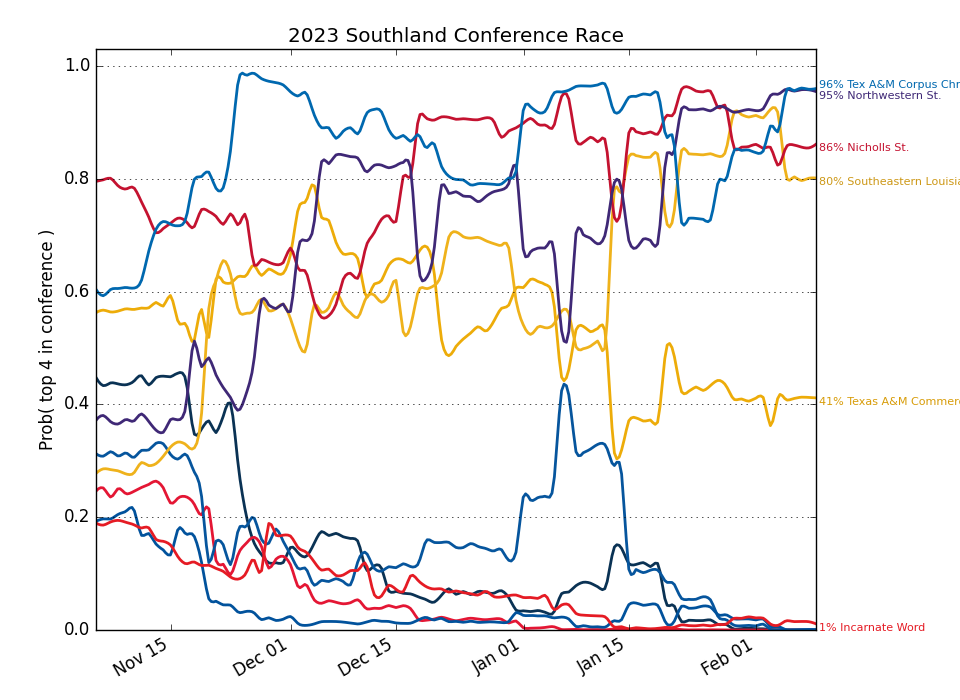 2023 Southland Conference Race
Prob( top 4 in conference )
1.0
0.8
0.6
0.4
0.2
0.0
Nov 15
Dec 01
Dec 15
Jan 01
Jan 15
Feb 01
96% Tex A&M Corpus Chr
95% Northwestern St.
86% Nicholls St.
80% Southeastern Louisia
41% Texas A&M Commerc
1% Incarnate Word